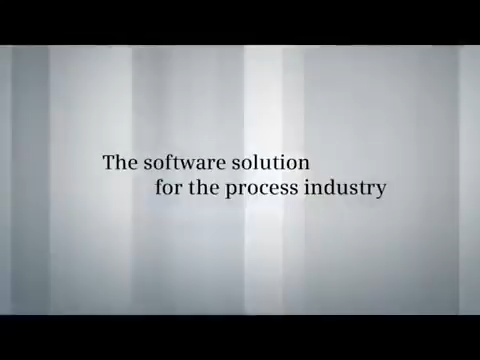 The software solution
for the process industry